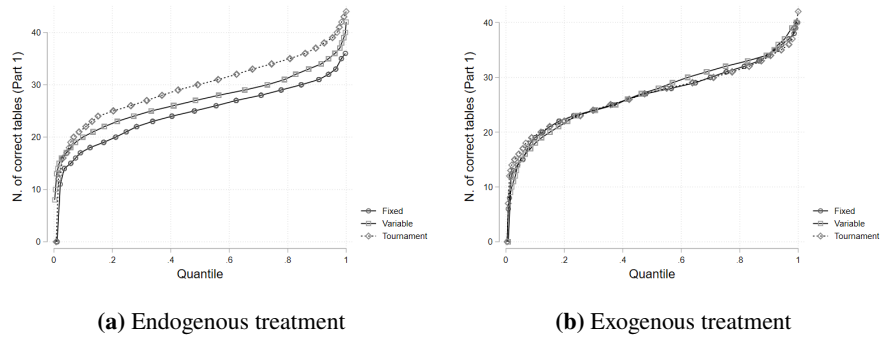 N. of correct tables (Part 1)
40
30
20
10
0
0
.2
.4
.6
.8
1
Quantile
Fixed
Variable
Tournament
(a) Endogenous treatment
N. of correct tables (Part 1)
40
30
20
10
0
0
.2
.4
.6
.8
1
Quantile
Fixed
Variable
Tournament
(b) Exogenous treatment